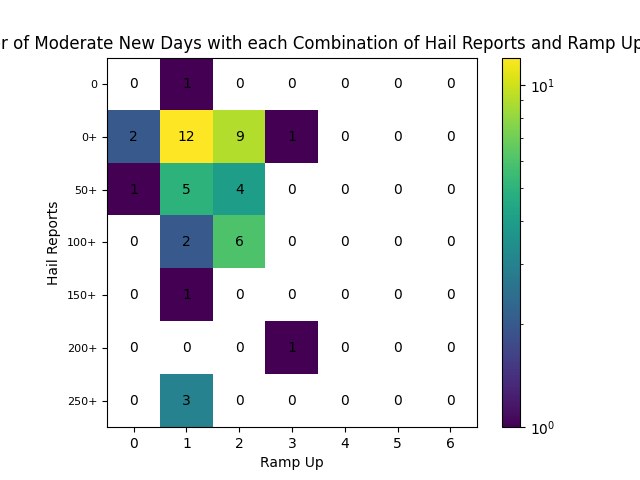 r of Moderate New Days with each Combination of Hail Reports and Ramp Up
0 0 1 0 0 0 0 0
0+ 2 12 9 1 0 0 0
50+ 1 5 4 0 0 0 0
100+ 0 2 6 0 0 0 0
150+ 0 1 0 0 0 0 0
200+ 0 0 0 1 0 0 0
250+ 0 3 0 0 0 0 0
0 1 2 3 4 5 6
Ramp Up
Hail Reports
10¹
10⁰